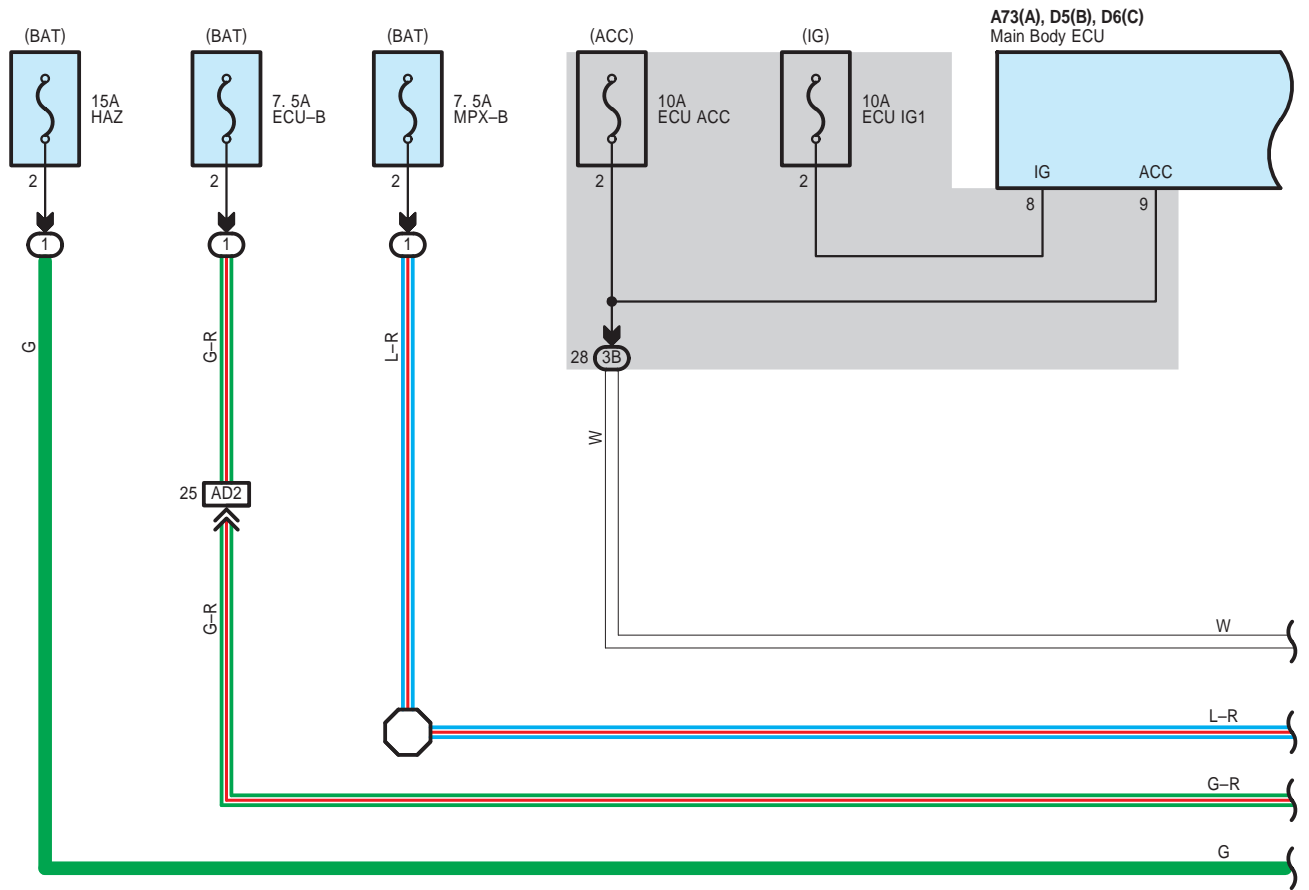 A73(A), D5(B), D6(C)
Main Body ECU
(BAT)
(BAT)
(BAT)
(ACC)
(IG)
15A
HAZ
7. 5A
ECU–B
7. 5A
MPX–B
10A
ECU ACC
10A
ECU IG1
IG
ACC
2
2
2
2
2
8
9
1
1
1
G
G–R
L–R
28
3B
W
25
AD2
G–R
W
L–R
G–R
G